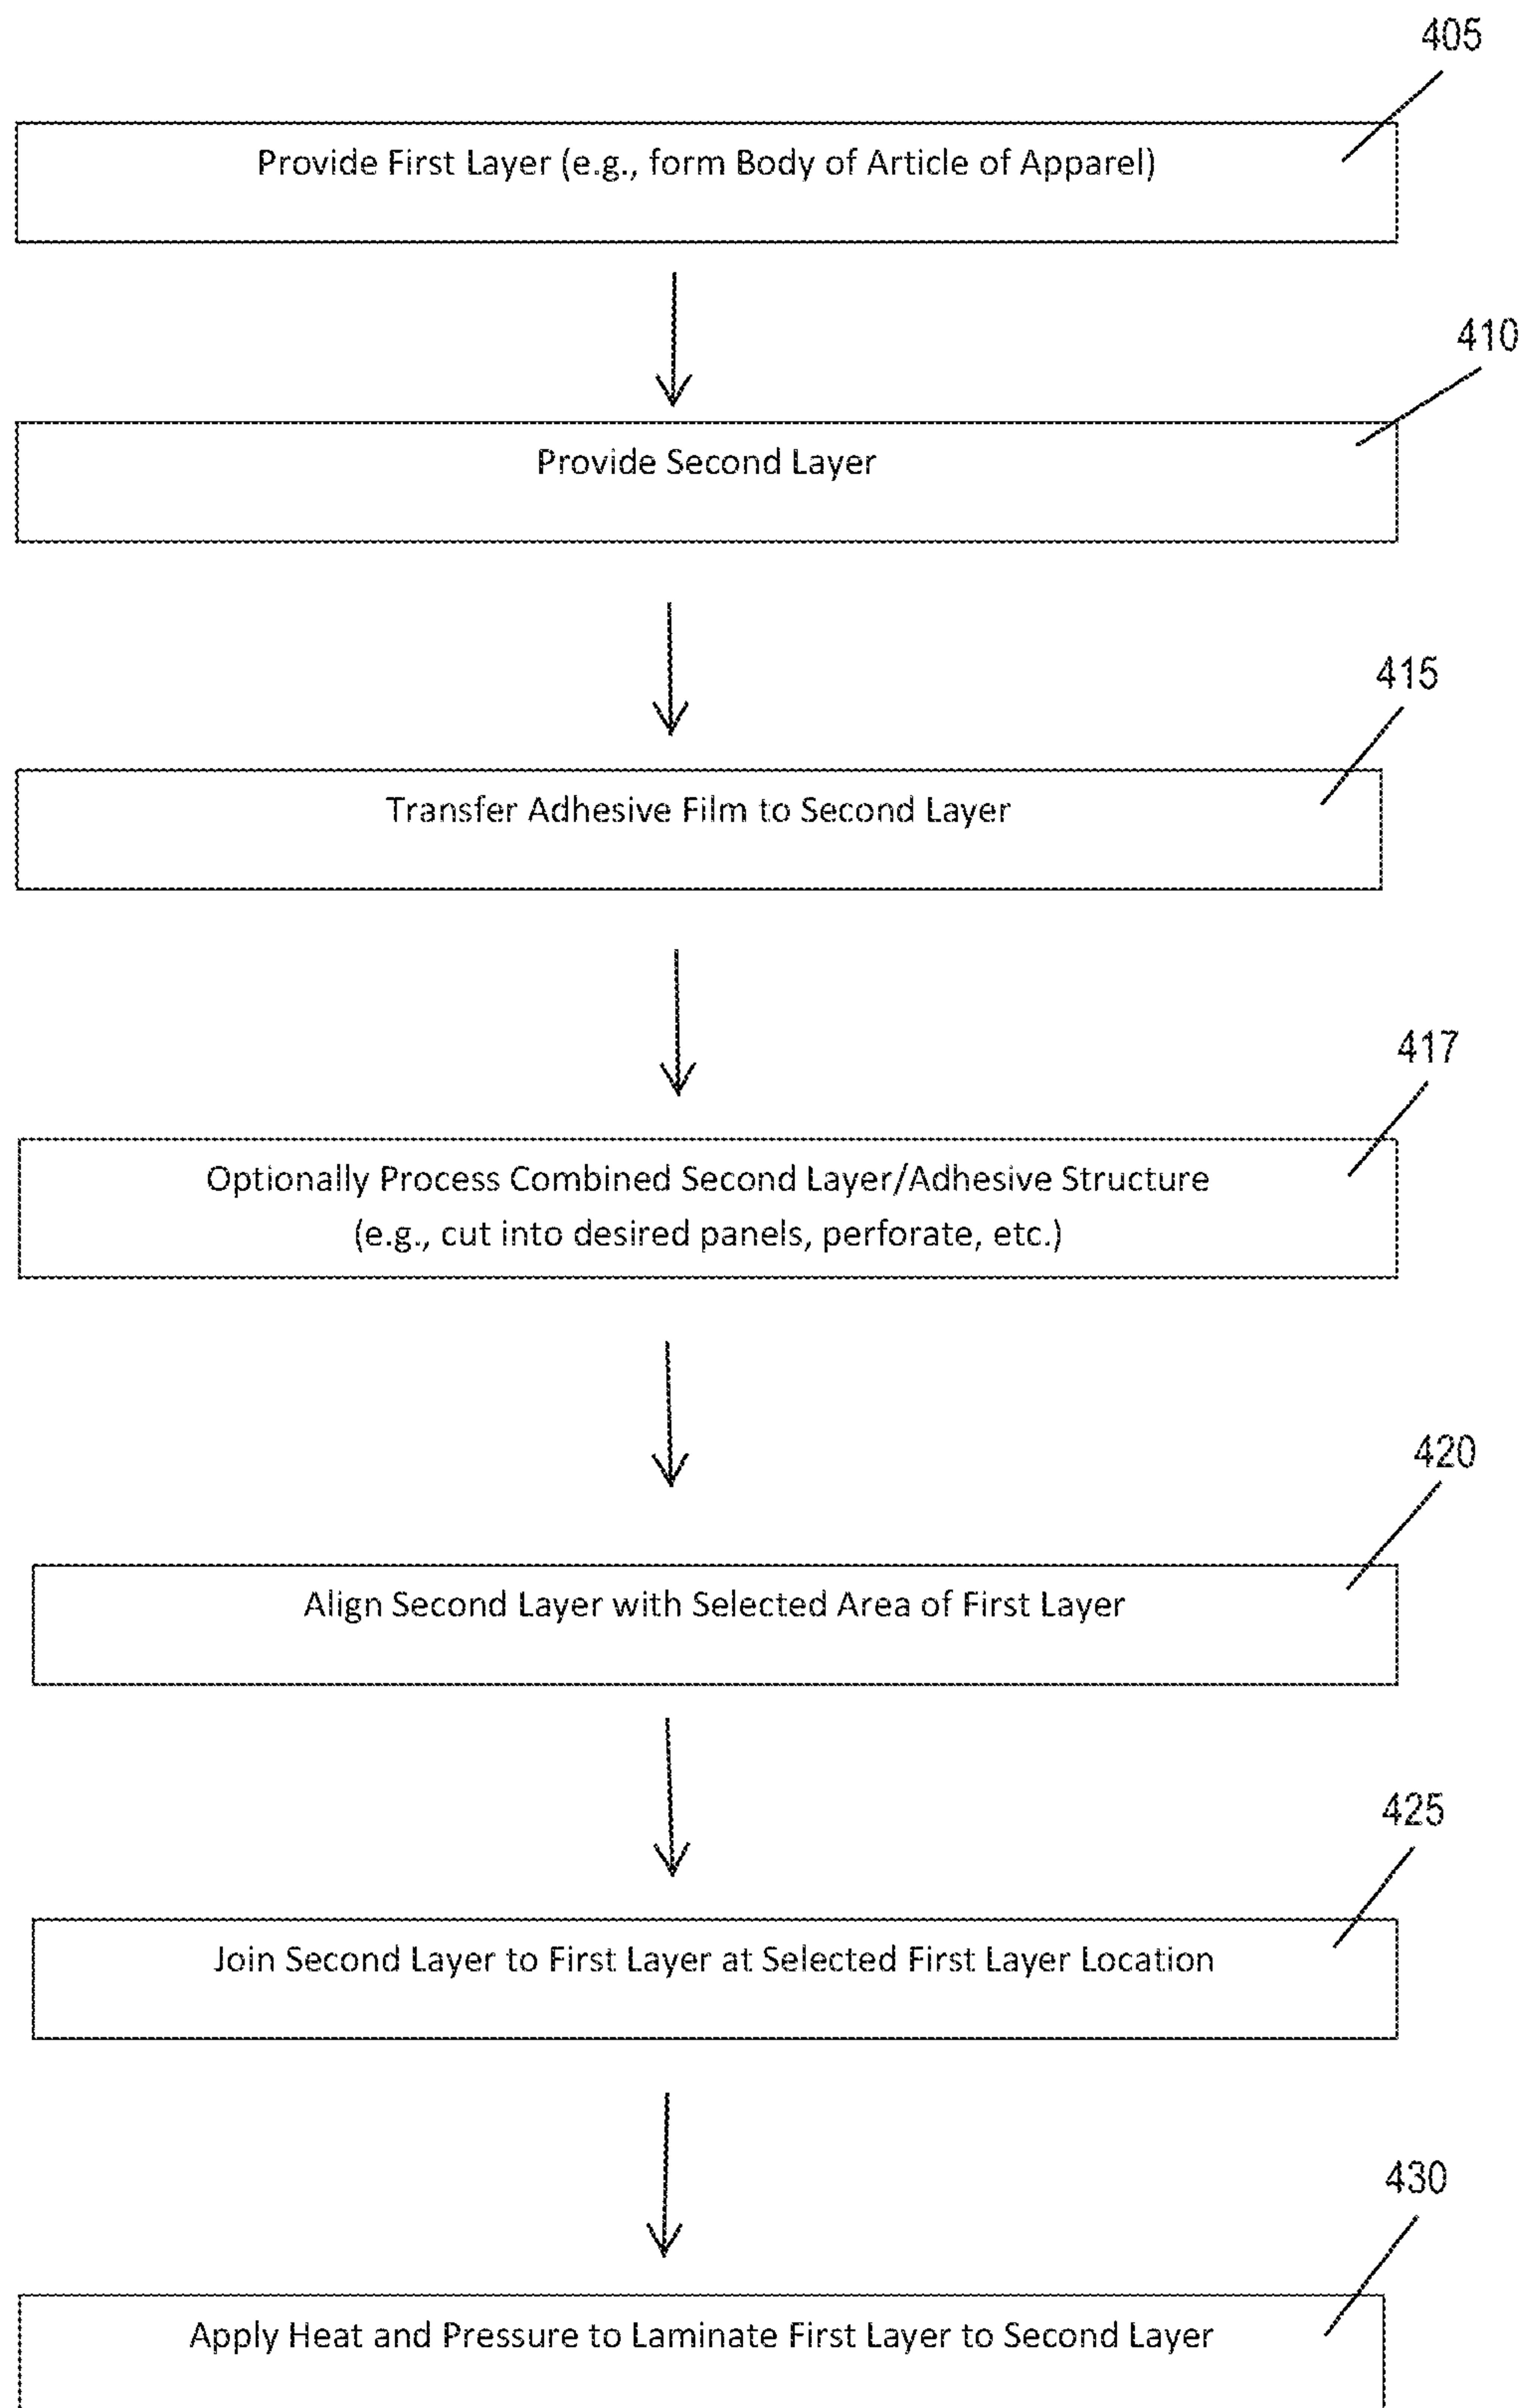 405
Provide First Layer (e.g., form Body of Article of Apparel)
410
Provide Second Layer
415
Transfer Adhesive Film to Second Layer
417
Optionally Process Combined Second Layer/Adhesive Structure
(e.g., cut into desired panels, perforate, etc.)
420
Align Second Layer with Selected Area of First Layer
425
Join Second Layer to First Layer at Selected First Layer Location
430
Apply Heat and Pressure to Laminate First Layer to Second Layer